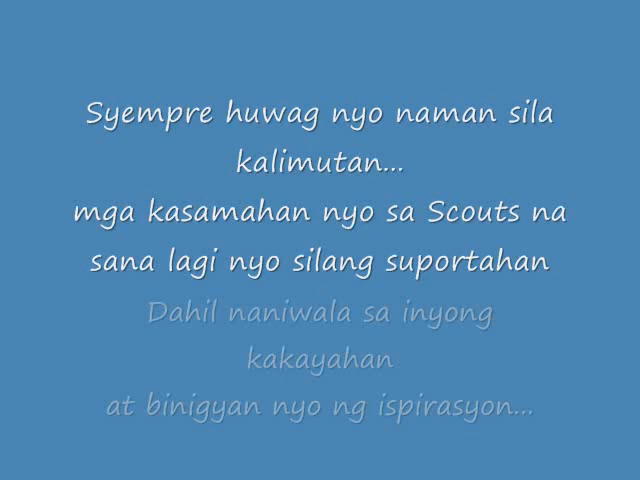 Syempre huwag nyo naman sila
kalimutan...
mga kasamahan nyo sa Scouts na
sana lagi nyo silang suportahan
Dahil naniwala sa inyong
kakayahan
at binigyan nyo ng ispirasyon...